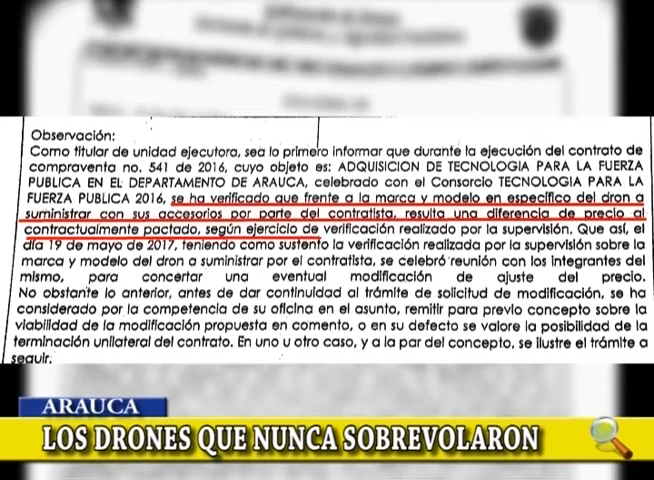 Observación:
Como titular de unidad ejecutora, sea lo primero informar que durante la ejecución del contrato de
compraventa no. 541 de 2016, cuyo objeto es: ADQUISICION DE TECNOLOGIA PARA LA FUERZA
PUBLICA EN EL DEPARTAMENTO DE ARAUCA, celebrado con el Consorcio TECNOLOGIA PARA LA
FUERZA PUBLICA 2016, se ha verificado que frente a la marca y modelo en específico del dron a
suministrar con sus accesorios por parte del contratista, resulta una diferencia de precio al
contractualmente pactado, según ejercicio de verificación realizado por la supervisión. Que así, el
día 19 de mayo de 2017, teniendo como sustento la verificación realizada por la supervisión sobre la
marca y modelo del dron a suministrar por el contratista, se celebró reunión con los integrantes del
mismo, para concertar una eventual modificación de ajuste del precio.
No obstante lo anterior, antes de dar continuidad al trámite de solicitud de modificación, se ha
considerado por la competencia de su oficina en el asunto, remitir para previo concepto sobre la
viabilidad de la modificación propuesta en comento, o en su defecto se valore la posibilidad de la
terminación unilateral del contrato. En uno u otro caso, y a la par del concepto, se ilustre el trámite a
seguir.
ARAUCA
LOS DRONES QUE NUNCA SOBREVOLARON